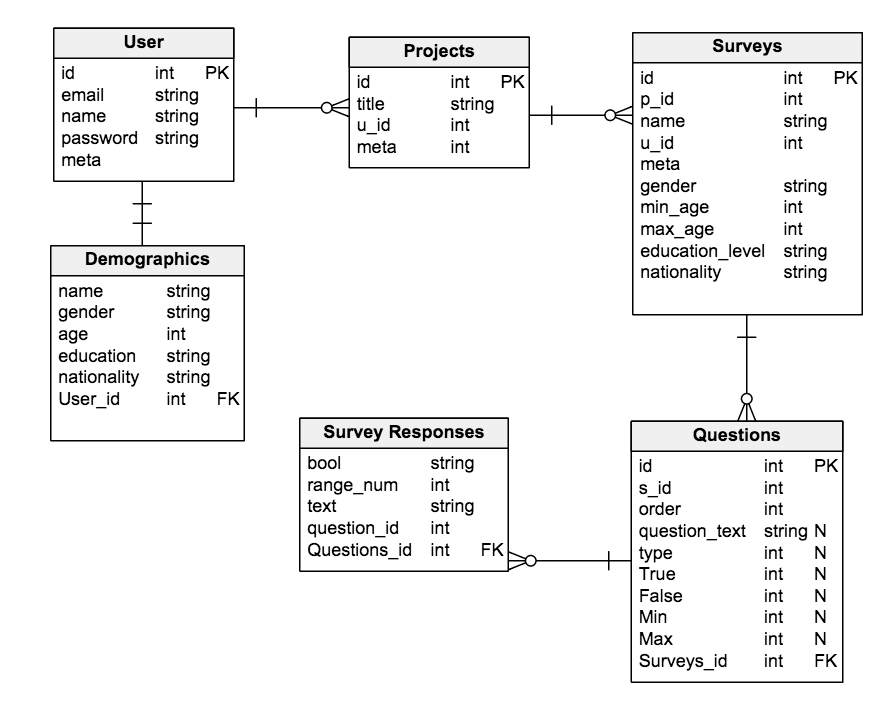 User
id int PK
email string
name string
password string
meta
Projects
id int PK
title string
u_id int
meta int
Surveys
id int PK
p_id int
name string
u_id int
meta
gender string
min_age int
max_age int
education_level string
nationality string
Demographics
name string
gender string
age int
education string
nationality string
User_id int FK
Survey Responses
bool string
range_num int
text string
question_id int
Questions_id int FK
Questions
id int PK
s_id int
order int
question_text string N
type int N
True int N
False int N
Min int N
Max int N
Surveys_id int FK